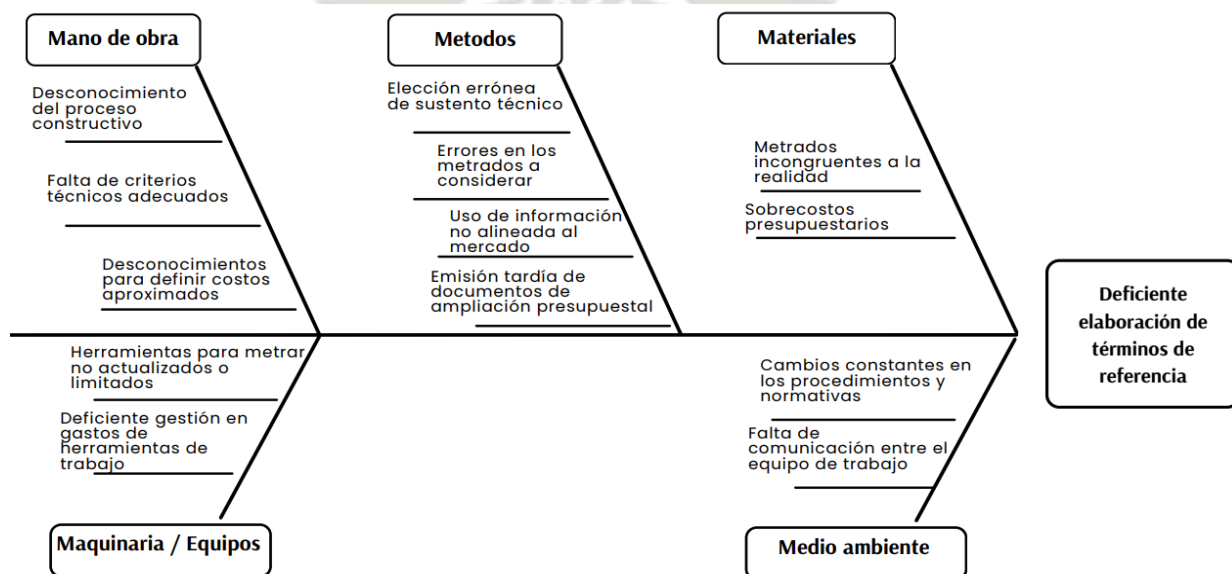 Mano de obra
Metodos
Materiales
Desconocimiento
del proceso
constructivo
Falta de criterios
técnicos adecuados
Desconocimientos
para definir costos
aproximados
Elección errónea
de sustento técnico
Errores en los
metrados a
considerar
Uso de información
no alineada al
mercado
Emisión tardía de
documentos de
ampliación presupuestal
Metrados
incongruentes a la
realidad
Sobrecostos
presupuestarios
Deficiente
elaboración de
términos de
referencia
Herramientas para metrar
no actualizados o
limitados
Deficiente gestión en
gastos de
herramientas de
trabajo
Cambios constantes en
los procedimientos y
normativas
Falta de
comunicación entre el
equipo de trabajo
Maquinaria / Equipos
Medio ambiente